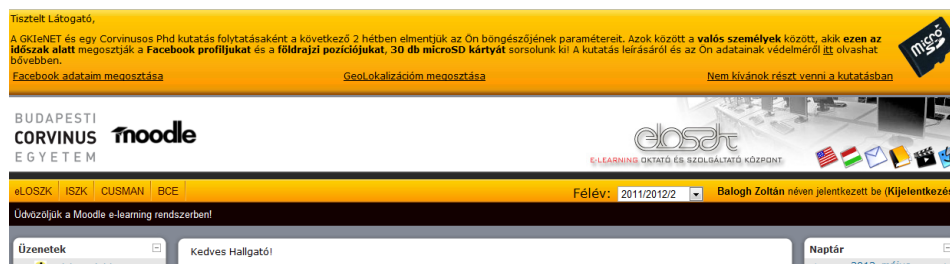 Tisztelt Látogató,
A GKIeNET és egy Corvinusos Phd kutatás folytatásaként a következő 2 hétben elmentjük az Ön böngészőjének paramétereit. Azok között a valós személyek között, akik ezen az
időszak alatt megosztják a Facebook profiljukat és a földrajzi pozíciójukat, 30 db microSD kártyát sorsolunk ki! A kutatás leírásáról és az Ön adatainak védelméről itt olvashat
bővebben.
Facebook adataim megosztása
GeoLokalizációm megosztása
Nem kívánok részt venni a kutatásban
micro
BUDAPESTI
CORVINUS
EGYETEM
moodle
eloszk
E-LEARNING OKTATÓ ÉS SZOLGÁLTATÓ KÖZPONT
eLOSZK ISZK CUSMAN BCE
Félév: 2011/2012/2
Balogh Zoltán néven jelentkezett be (Kijelentkezés
Üdvözöljük a Moodle e-learning rendszerben!
Üzenetek
Kedves Hallgató!
Naptár